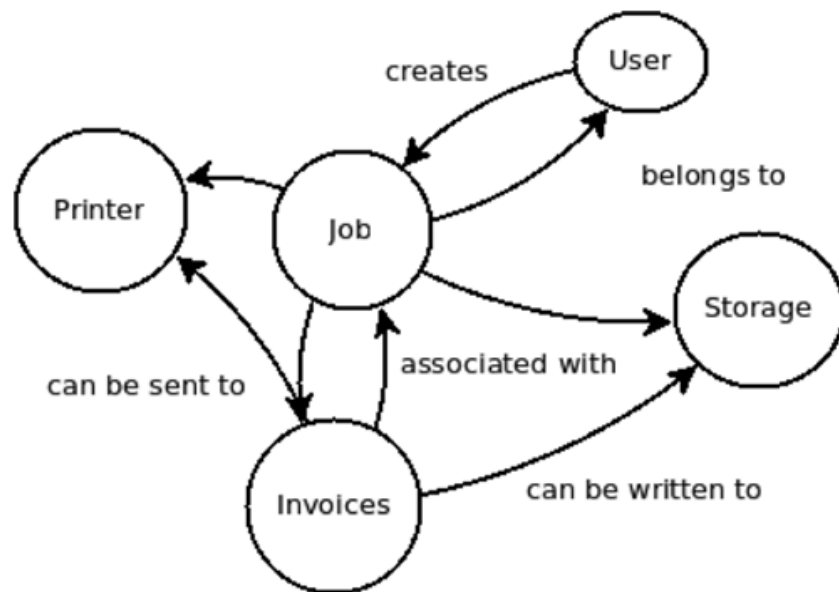 User
creates
belongs to
Printer
Job
Storage
associated with
can be sent to
can be written to
Invoices